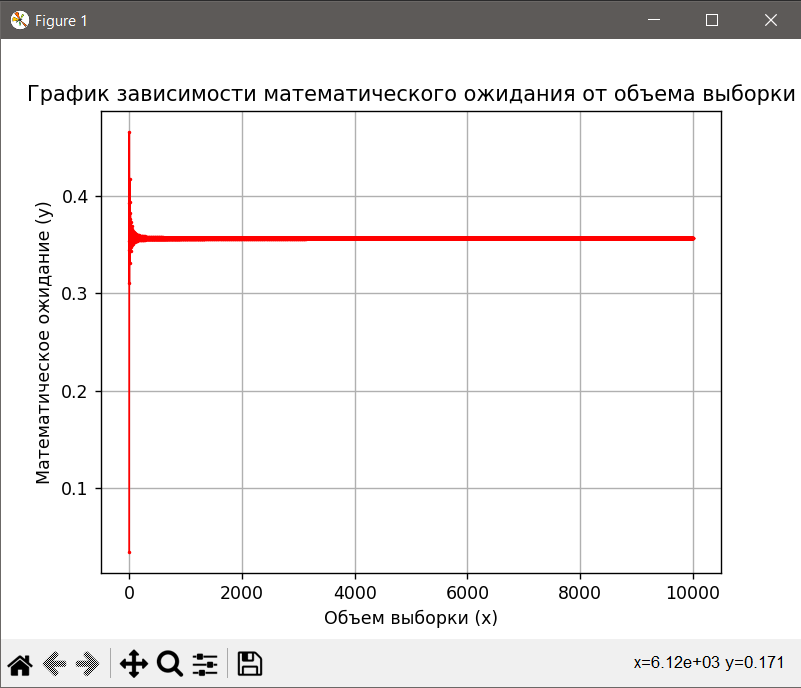 Figure 1
График зависимости математического ожидания от объема выборки
Математическое ожидание (y)
0.4
0.3
0.2
0.1
0 2000 4000 6000 8000 10000
Объем выборки (x)
x=6.12e+03 y=0.171